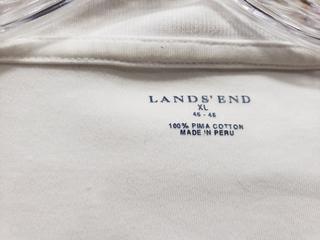 LANDS' END
XL
46 - 48
100% PIMA COTTON
MADE IN PERU